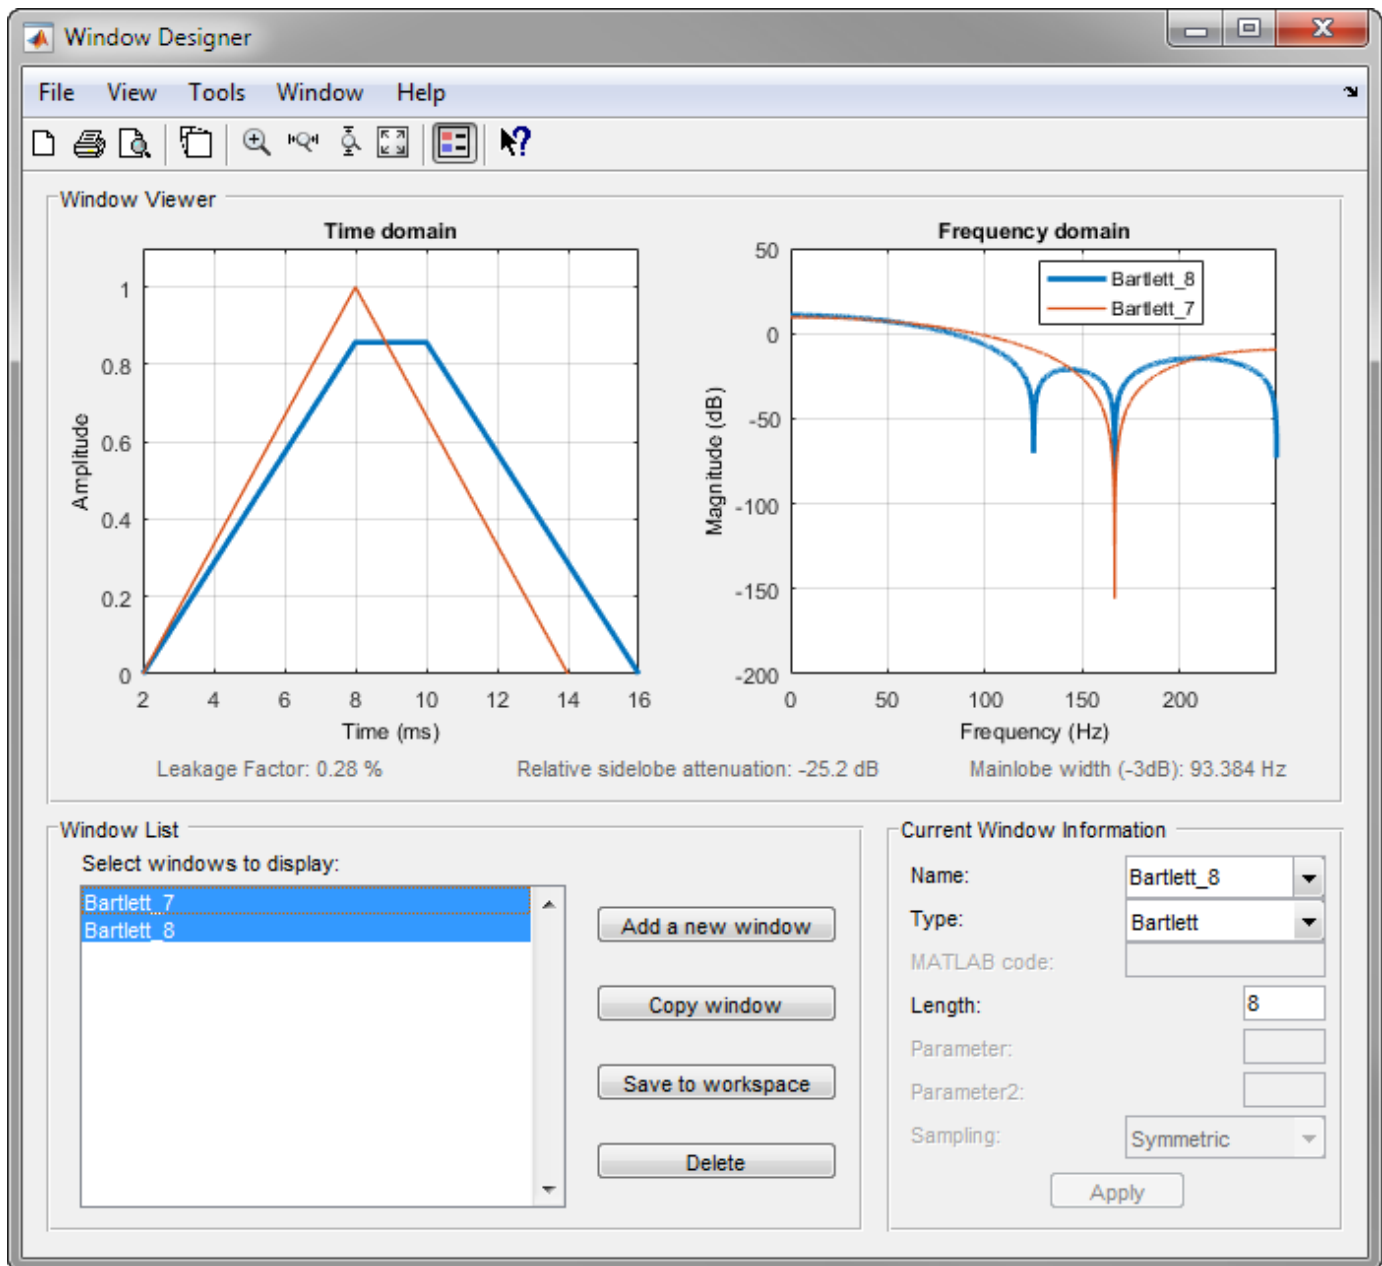 Window Designer
File View Tools Window Help
Window Viewer
Time domain
1
0.8
0.6
0.4
0.2
0
Amplitude
2 4 6 8 10 12 14 16
Time (ms)
Frequency domain
Bartlett_8
Bartlett_7
50
0
-50
-100
-150
-200
Magnitude (dB)
0 50 100 150 200
Frequency (Hz)
Leakage Factor: 0.28 % Relative sidelobe attenuation: -25.2 dB Mainlobe width (-3dB): 93.384 Hz
Window List
Select windows to display:
Bartlett_7
Bartlett_8
Add a new window
Copy window
Save to workspace
Delete
Current Window Information
Name: Bartlett_8
Type: Bartlett
MATLAB code:
Length: 8
Parameter:
Parameter2:
Sampling: Symmetric
Apply